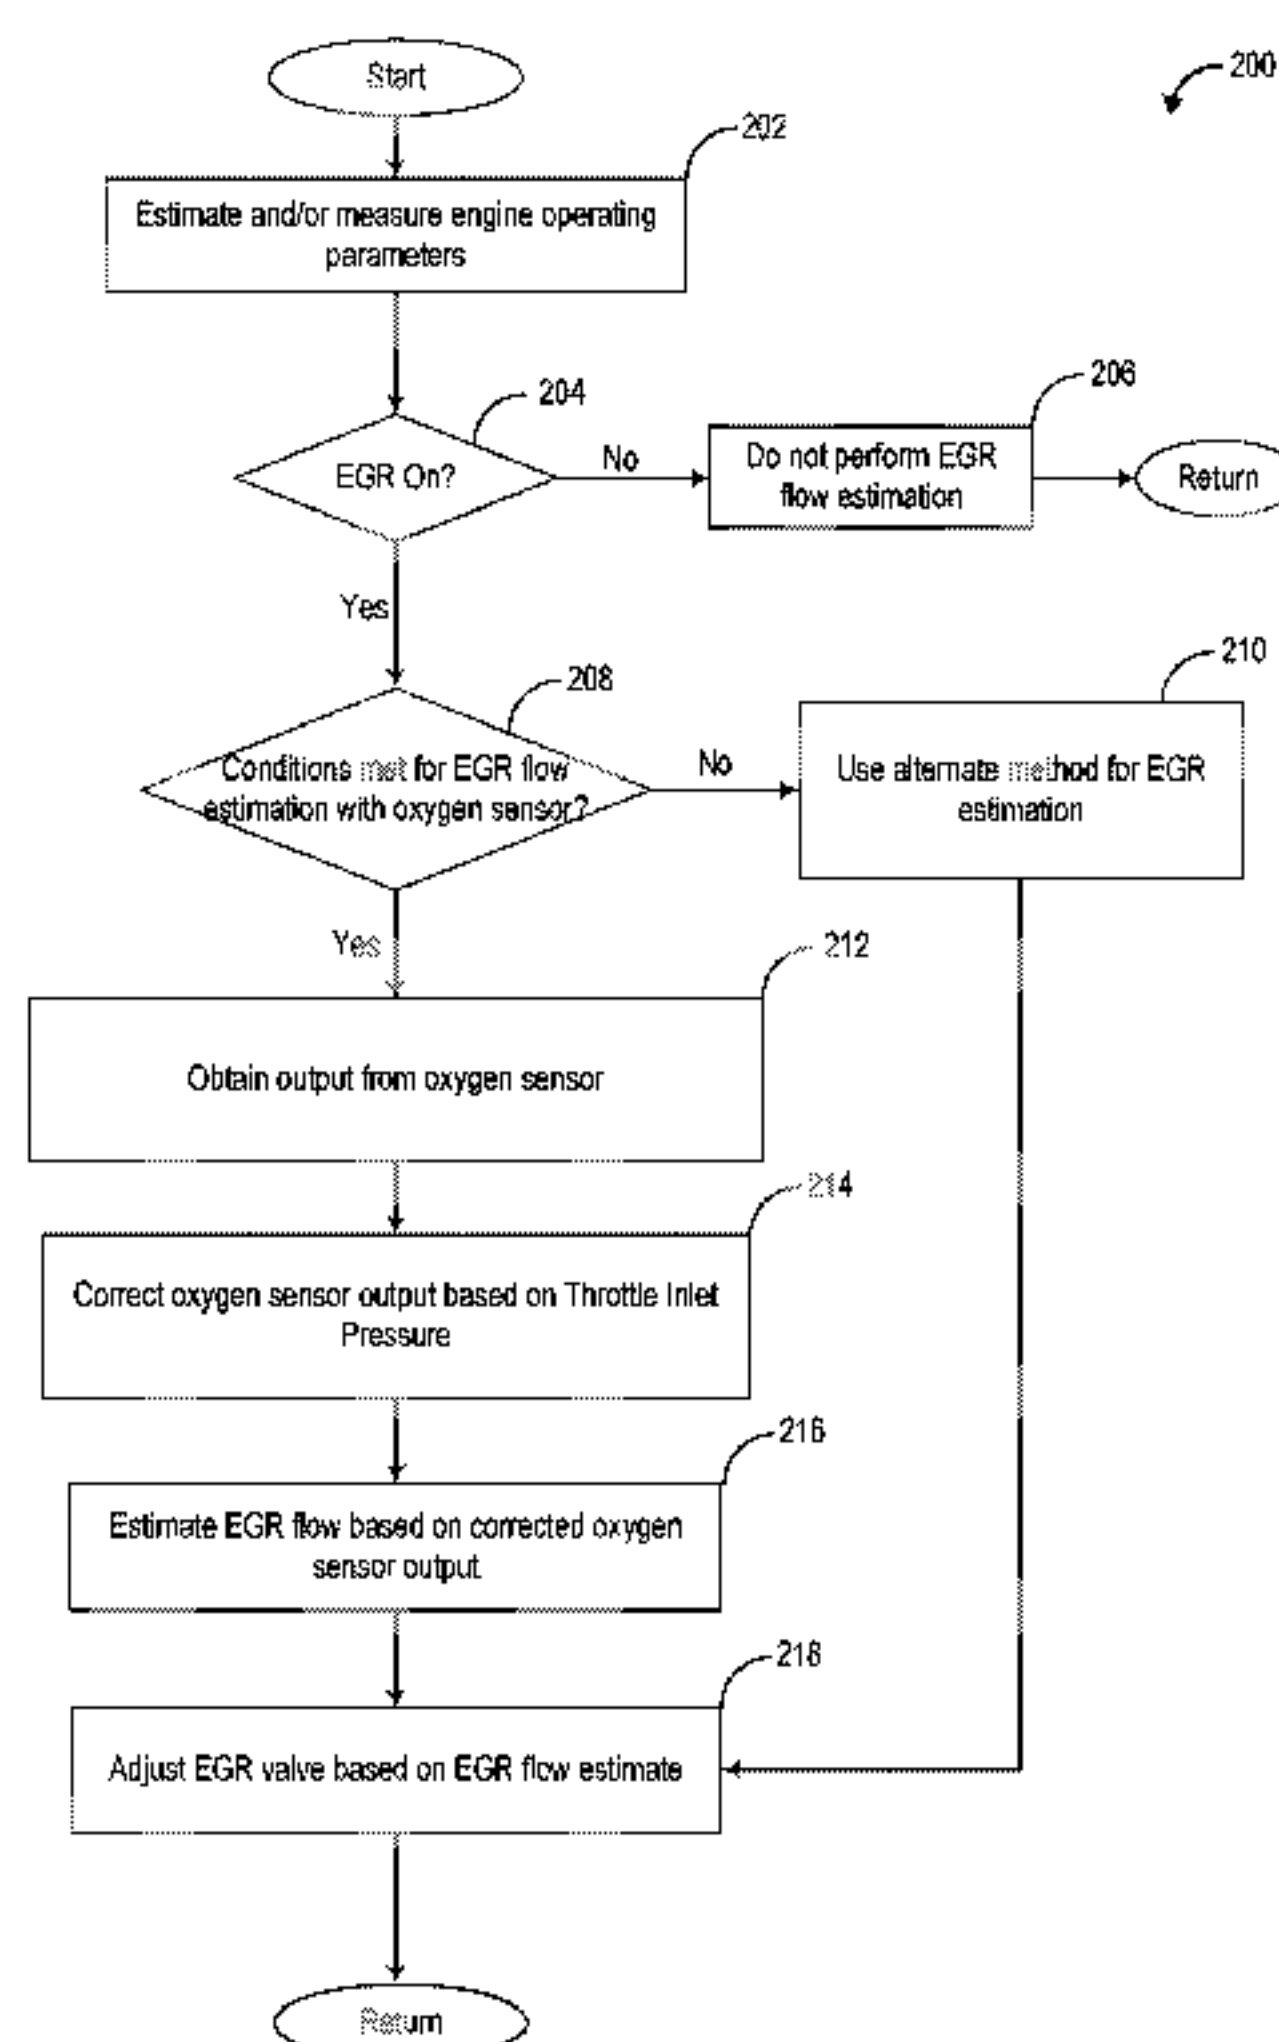 Start
200
202
Estimate and/or measure engine operating
parameters
204
206
EGR On?
No
Do not perform EGR
flow estimation
Return
Yes
208
210
Conditions met for EGR flow
estimation with oxygen sensor?
No
Use alternate method for EGR
estimation
Yes
212
Obtain output from oxygen sensor
214
Correct oxygen sensor output based on Throttle Inlet
Pressure
216
Estimate EGR flow based on corrected oxygen
sensor output
218
Adjust EGR valve based on EGR flow estimate
Return